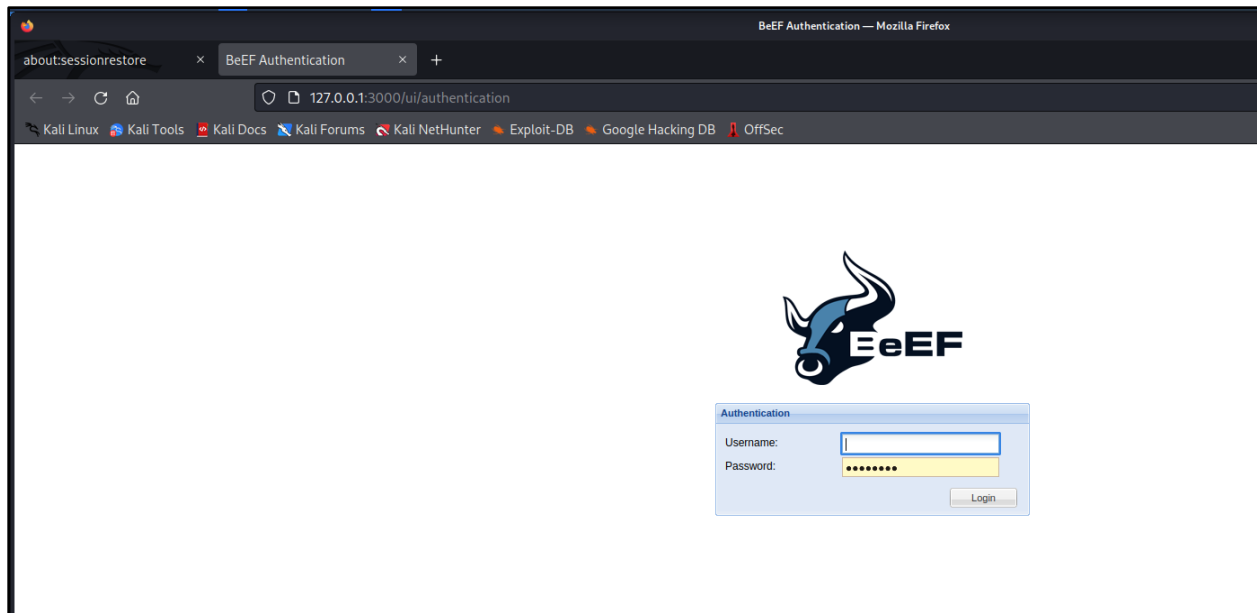 BeEF Authentication — Mozilla Firefox
about:sessionrestore × BeEF Authentication × +
127.0.0.1:3000/ui/authentication
Kali Linux Kali Tools Kali Docs Kali Forums Kali NetHunter Exploit-DB Google Hacking DB OffSec
BeEF
Authentication
Username:
Password: ••••••••
Login